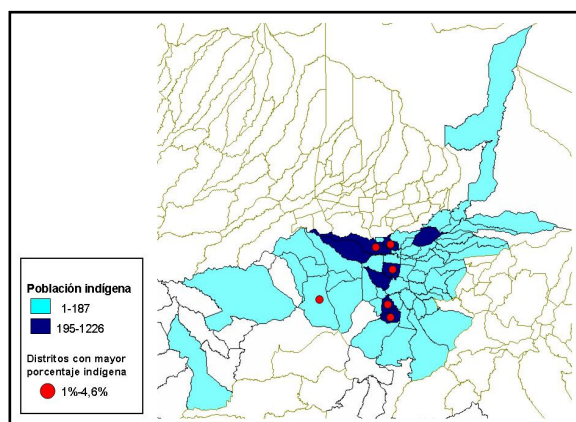 Población indígena
1-187
195-1226
Distritos con mayor
porcentaje indígena
1%-4,6%